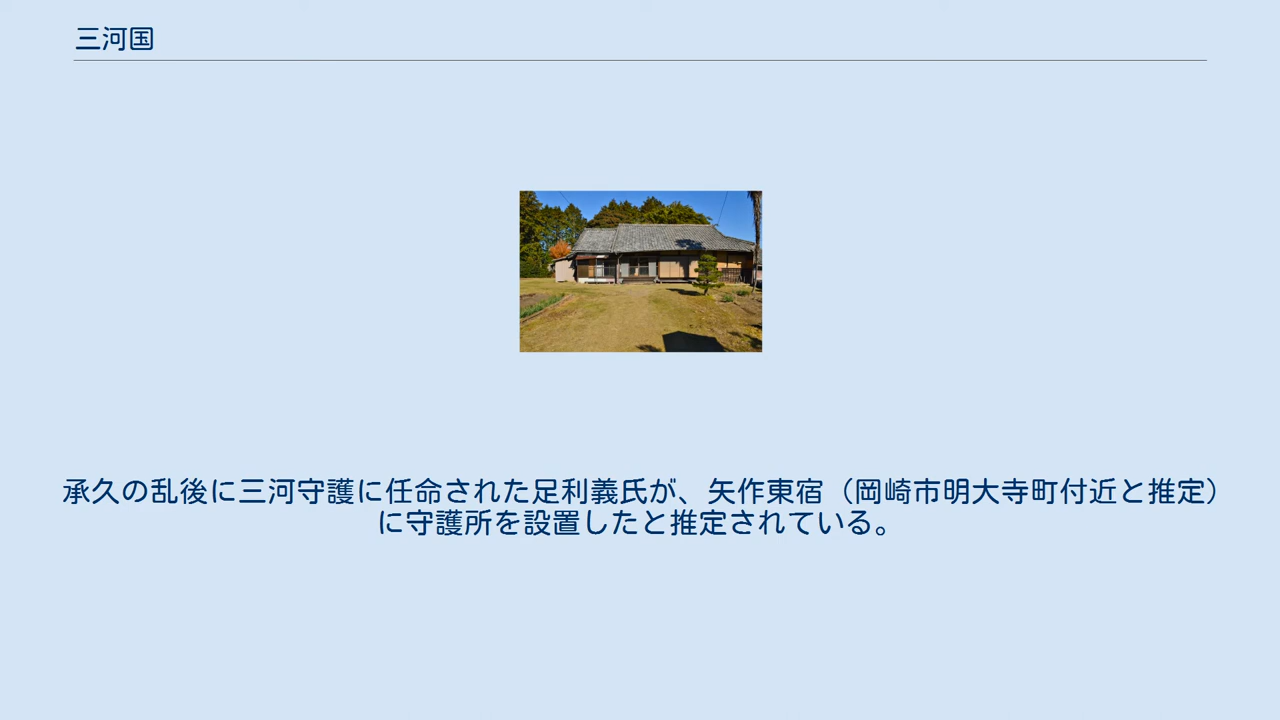 三河国
承久の乱後に三河守護に任命された足利義氏が、矢作東宿（岡崎市明大寺町付近と推定）
に守護所を設置したと推定されている。